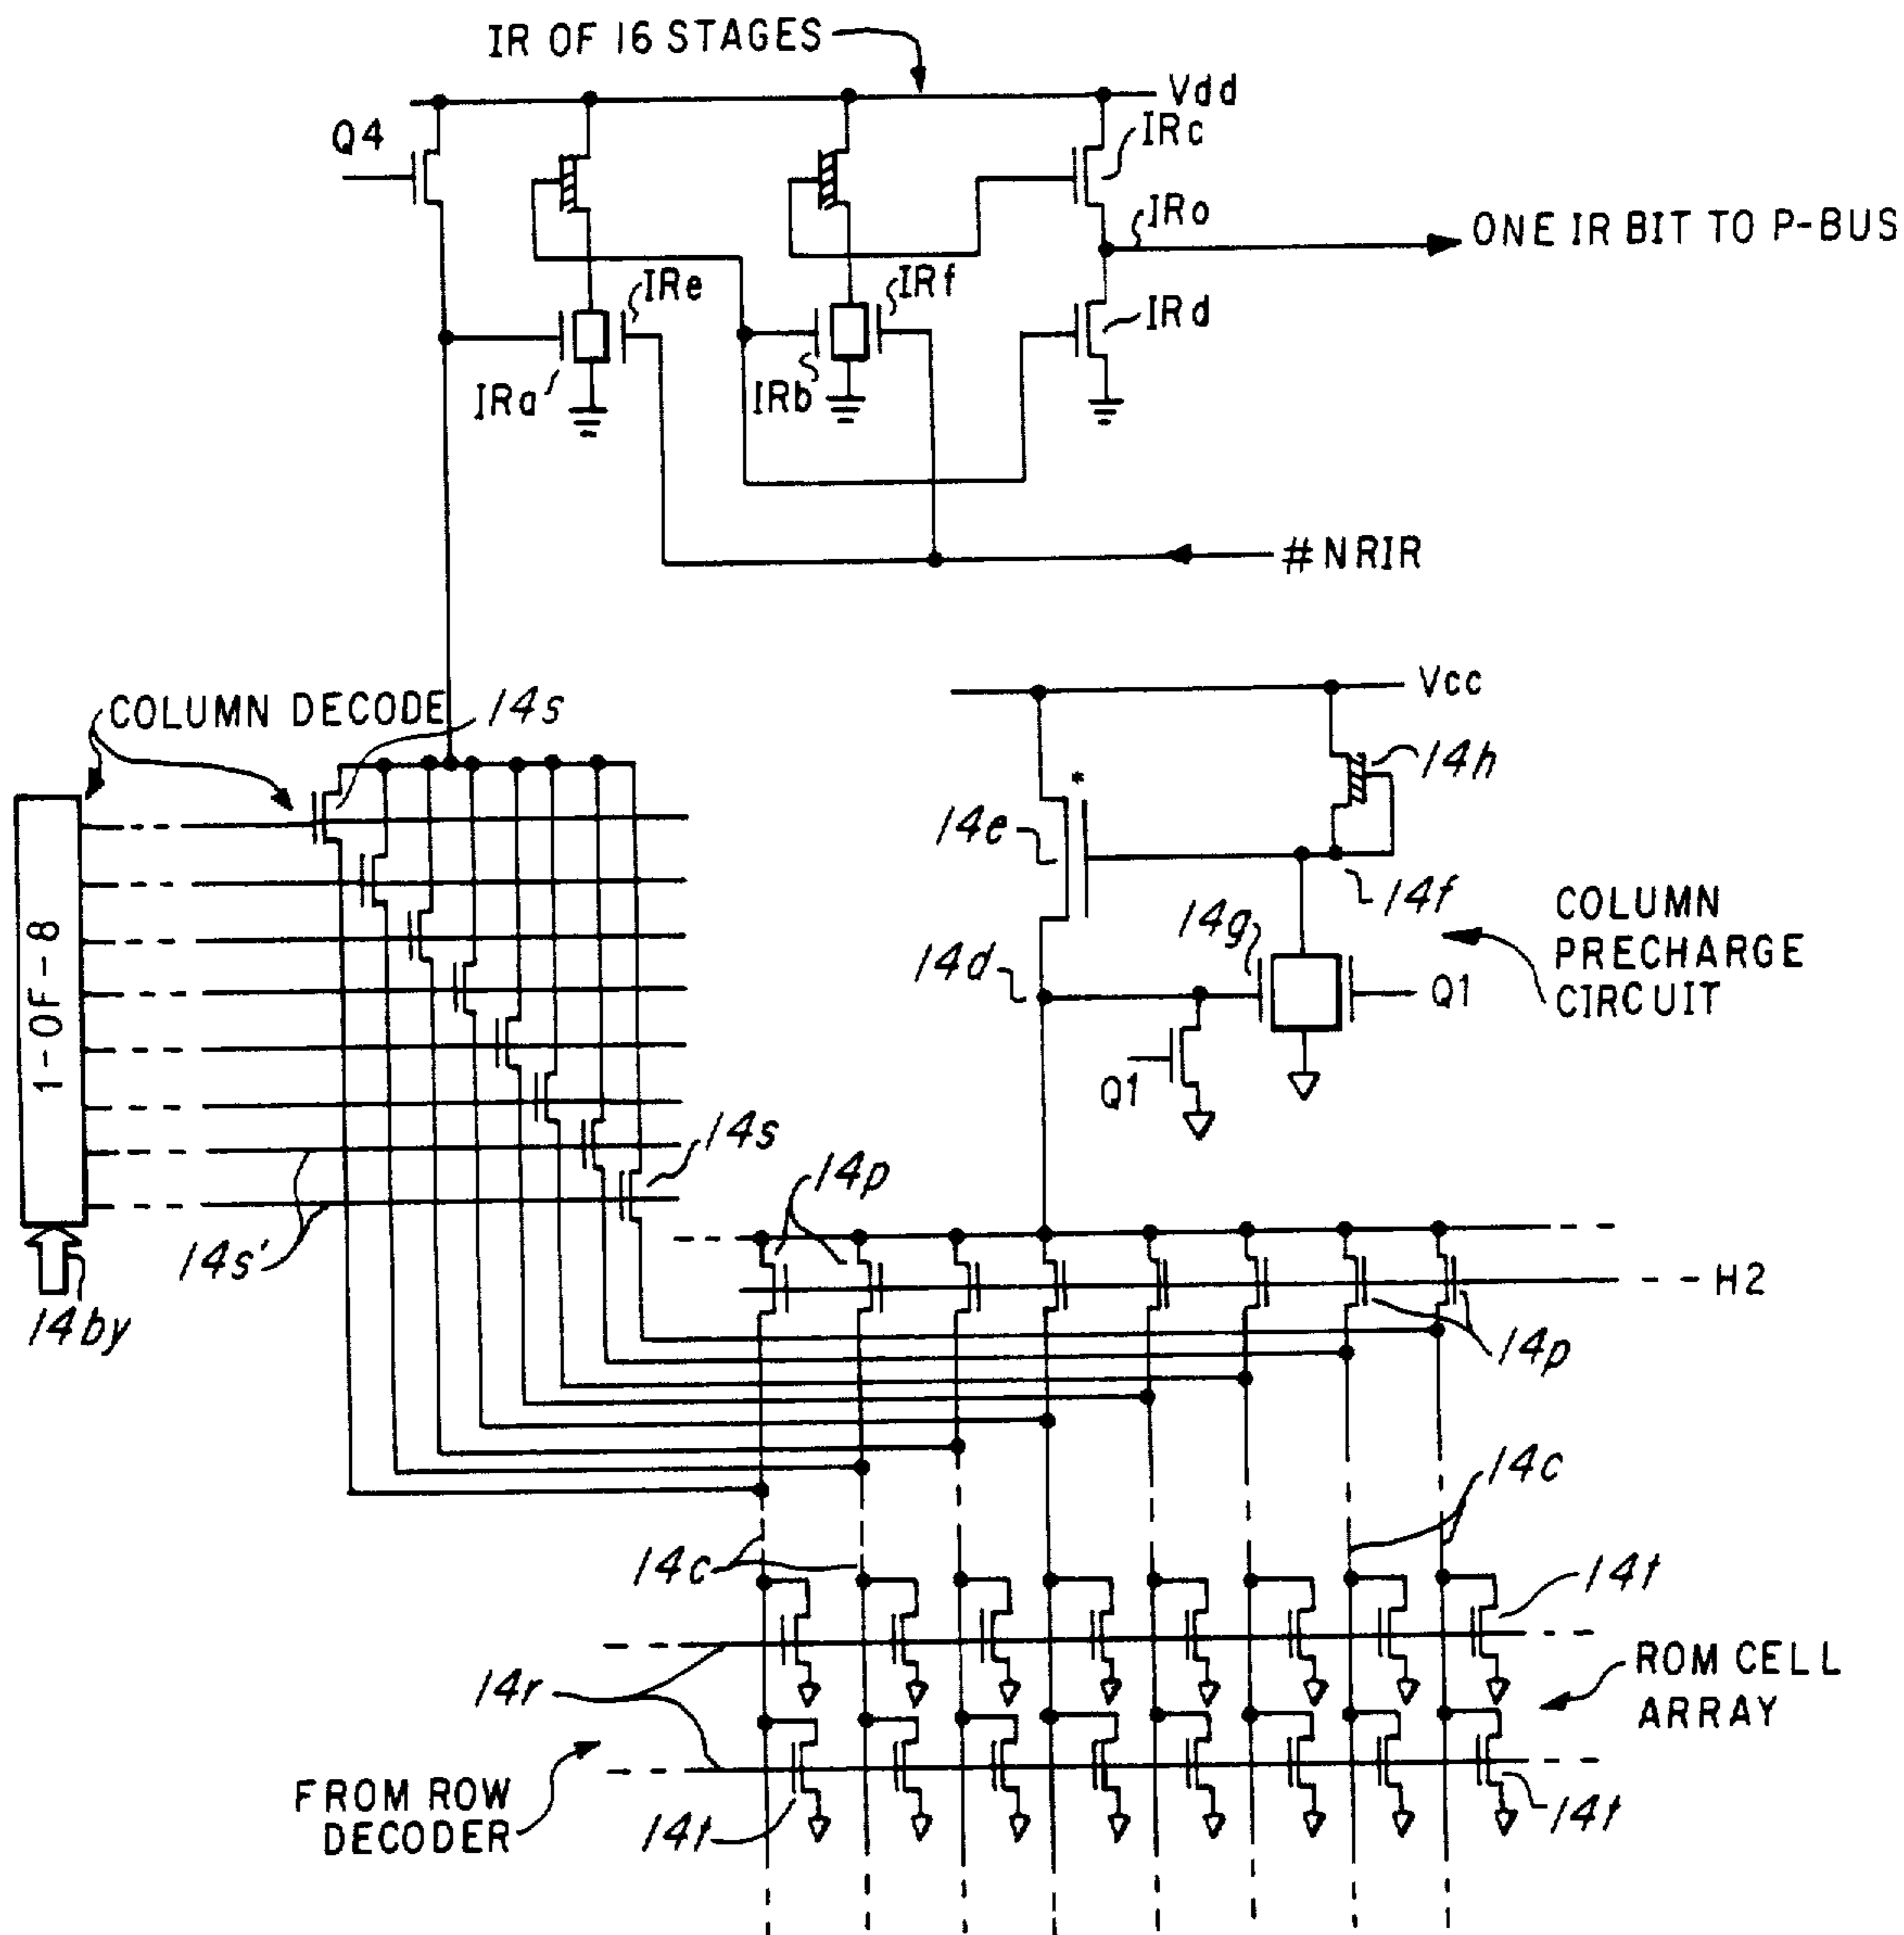 IR OF 16 STAGES
Vdd
Q4
IRc
IRo
ONE IR BIT TO P-BUS
IRe
IRf
IRd
IRa
IRb
#NRIR
Vcc
COLUMN DECODE
14s
14h
*
14e
14f
COLUMN
PRECHARGE
CIRCUIT
14g
14d
Q1
Q1
1-OF-8
14s
14p
14s'
H2
14by
14p
14c
14c
14t
14r
ROM CELL
ARRAY
FROM ROW
DECODER
14t
14t